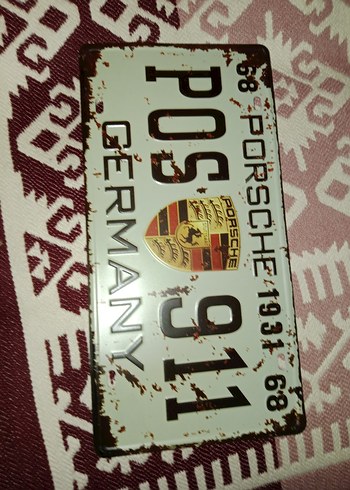 68 PORSCHE 1931 68
POS 911
PORSCHE
GERMANY